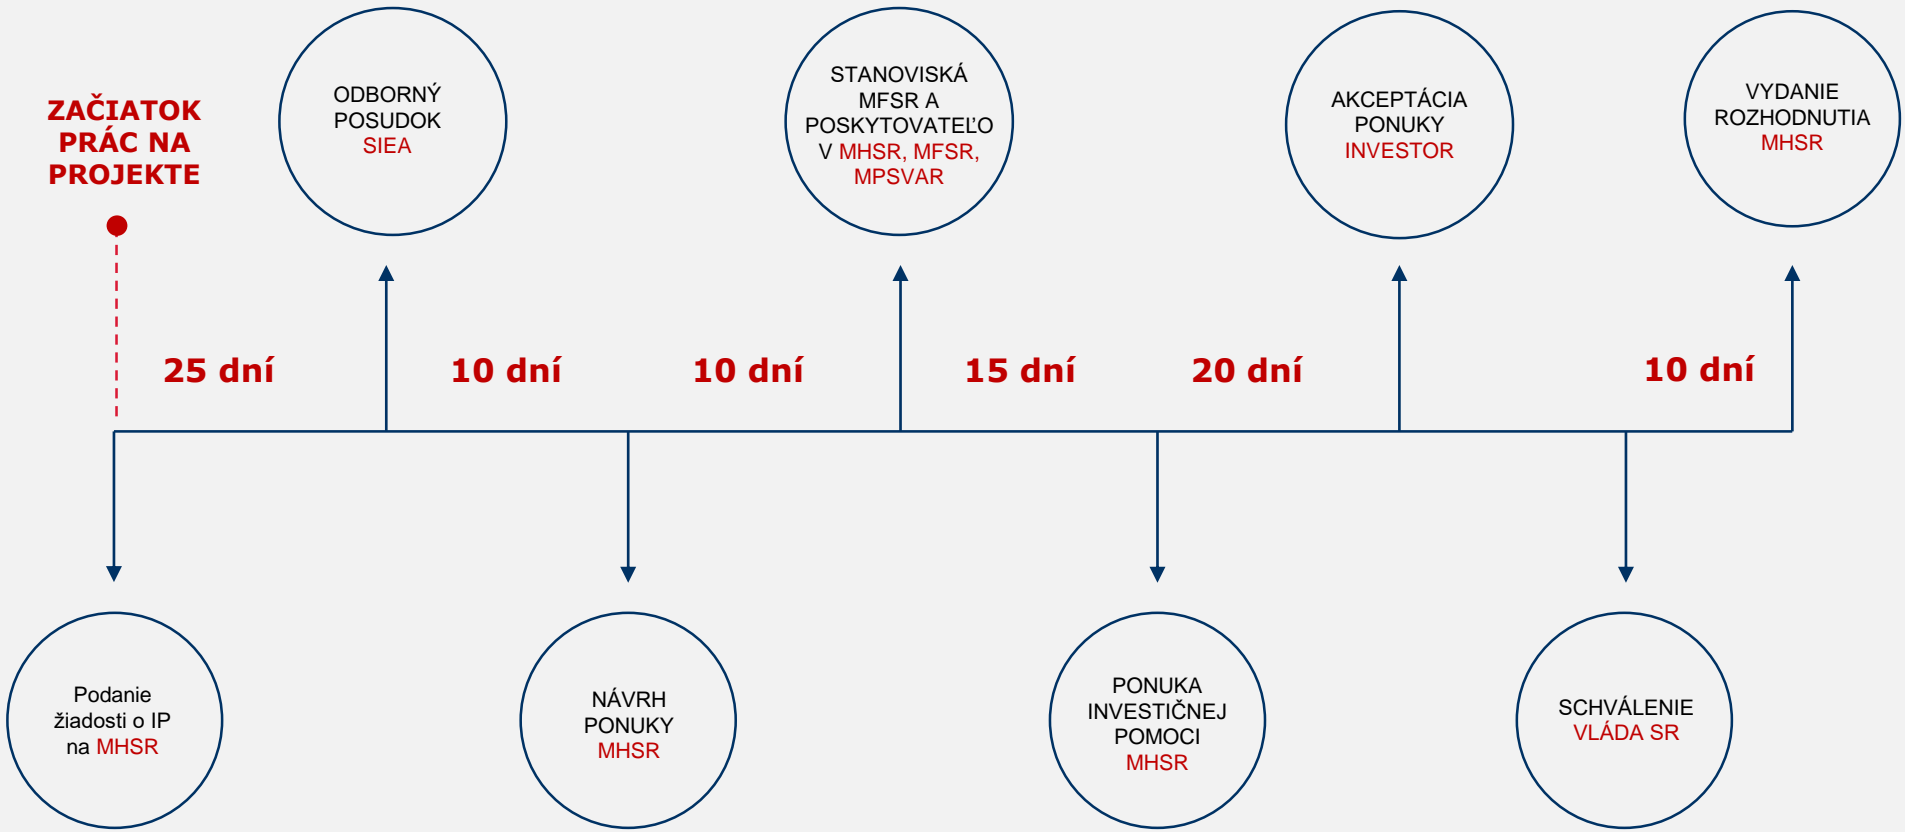 ZAČIATOK
PRÁC NA
PROJEKTE
ODBORNÝ
POSUDOK
SIEA
STANOVISKÁ
MFSR A
POSKYTOVATEĽO
V MHSR, MFSR,
MPSVAR
AKCEPTÁCIA
PONUKY
INVESTOR
VYDANIE
ROZHODNUTIA
MHSR
25 dní
10 dní
10 dní
15 dní
20 dní
10 dní
Podanie
žiadosti o IP
na MHSR
NÁVRH
PONUKY
MHSR
PONUKA
INVESTIČNEJ
POMOCI
MHSR
SCHVÁLENIE
VLÁDA SR